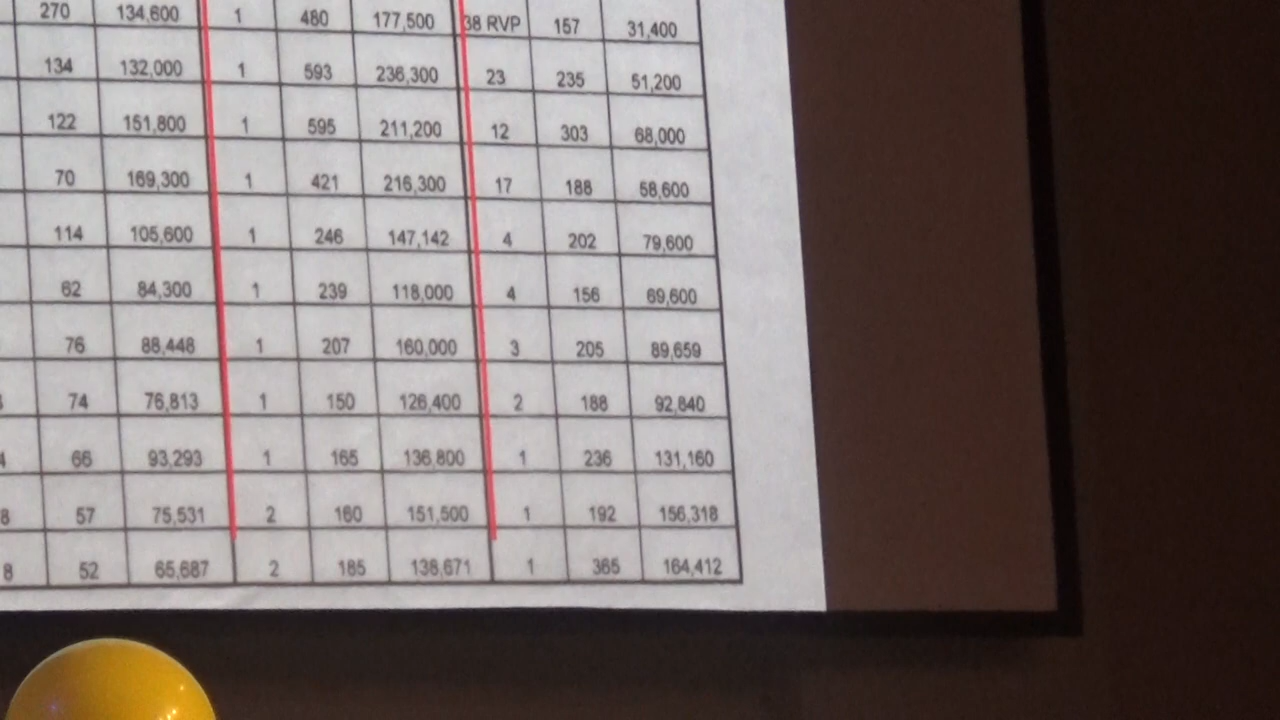 270 134,600 1 480 177,500 38 RVP 157 31,400
134 132,000 1 593 236,300 23 235 51,200
122 151,800 1 595 211,200 12 303 68,000
70 169,300 1 421 216,300 17 188 58,600
114 105,600 1 246 147,142 4 202 79,600
62 84,300 1 239 118,000 4 156 69,600
76 88,448 1 207 160,000 3 205 89,659
74 76,813 1 150 126,400 2 188 92,840
4 66 93,293 1 165 136,800 1 236 131,160
8 57 75,531 2 160 151,500 1 192 156,318
8 52 65,687 2 185 138,671 1 365 164,412